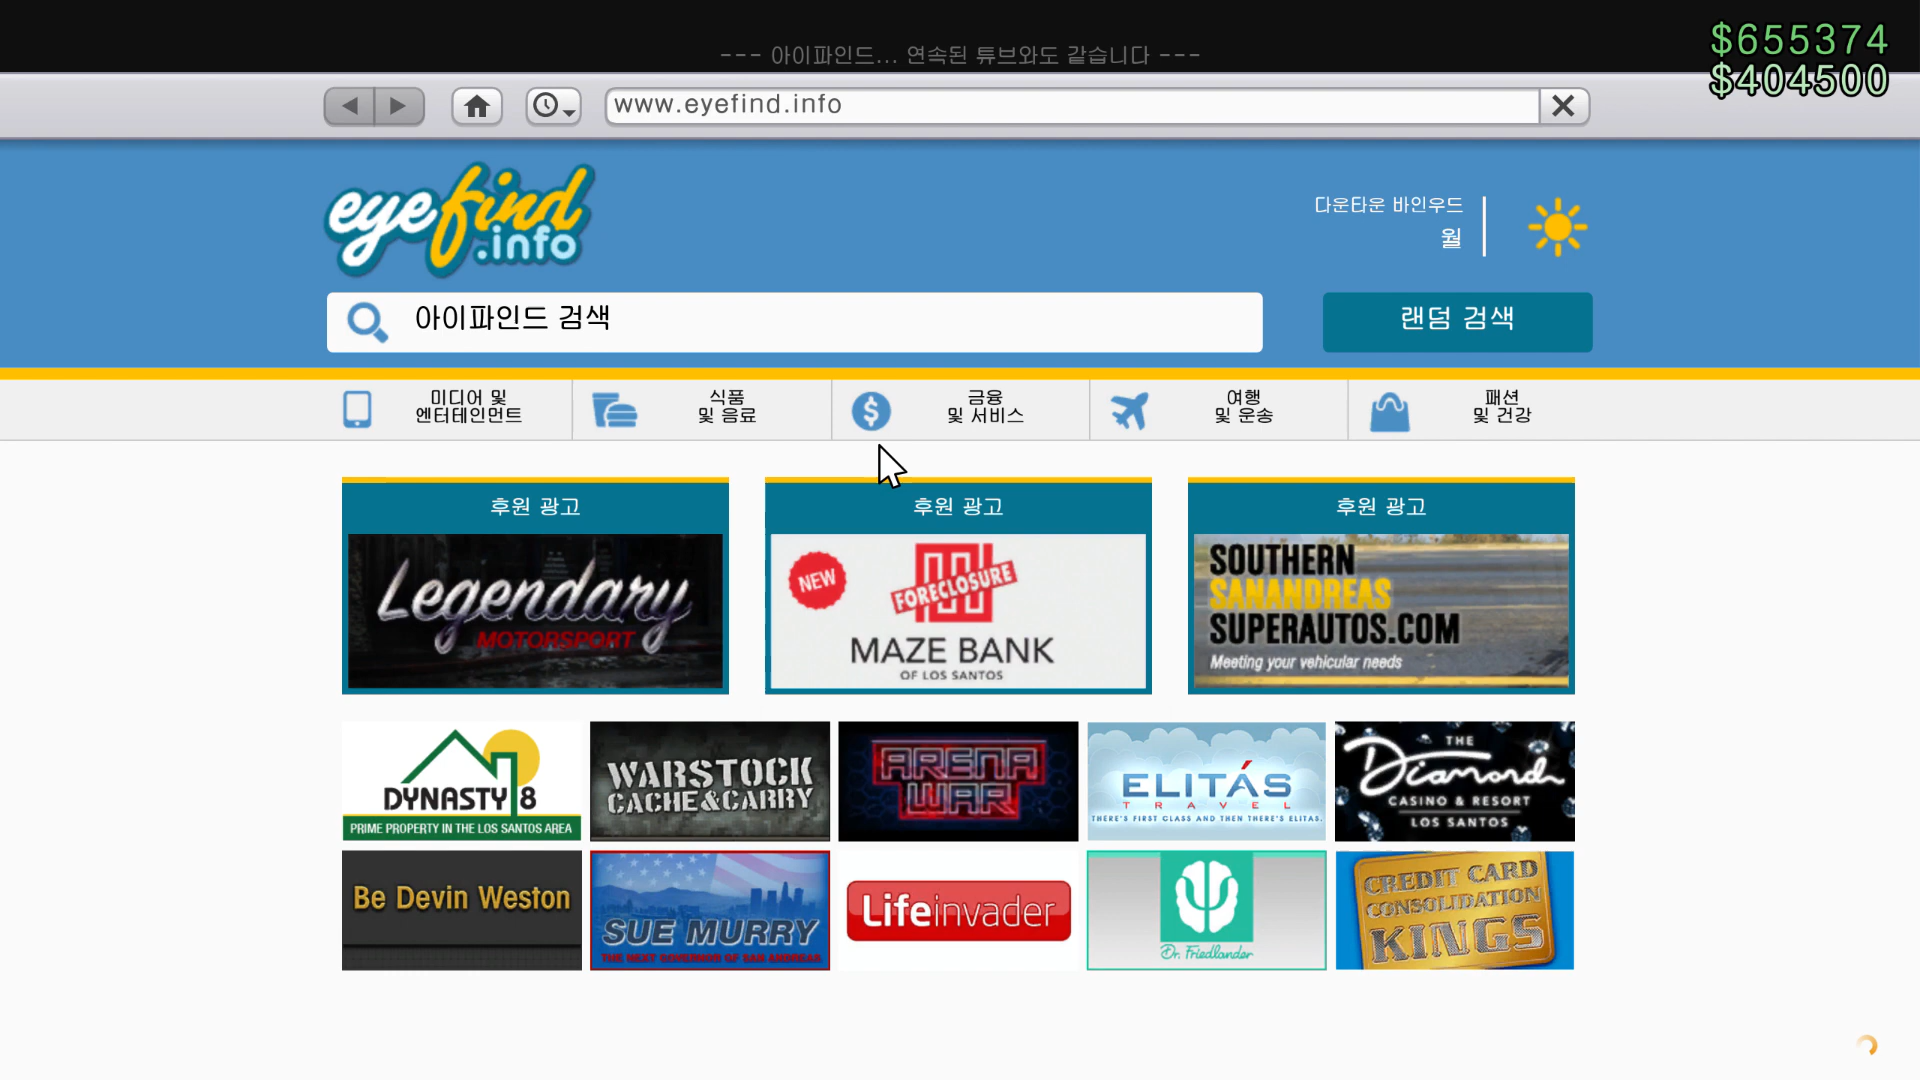 --- 아이파인드... 연속된 튜브와도 같습니다 ---
$655374
$404500
www.eyefind.info
eyefind
.info
다운타운 바인우드
월
아이파인드 검색
랜덤 검색
미디어 및
엔터테인먼트
식품
및 음료
금융
및 서비스
여행
및 운송
패션
및 건강
후원 광고
Legendary
MOTORSPORT
후원 광고
NEW
FORECLOSURE
MAZE BANK
OF LOS SANTOS
후원 광고
SOUTHERN
SANANDREAS
SUPERAUTOS.COM
Meeting your vehicular needs
DYNASTY 8
PRIME PROPERTY IN THE LOS SANTOS AREA
WARSTOCK
CACHE&CARRY
ARENA
WAR
ELITÁS
TRAVEL
THERE'S FIRST CLASS AND THEN THERE'S ELITAS.
THE
Diamond
CASINO & RESORT
LOS SANTOS
Be Devin Weston
SUE MURRY
THE NEXT GOVERNOR OF SAN ANDREAS
Lifeinvader
Dr. Friedlander
CREDIT CARD
CONSOLIDATION
KINGS